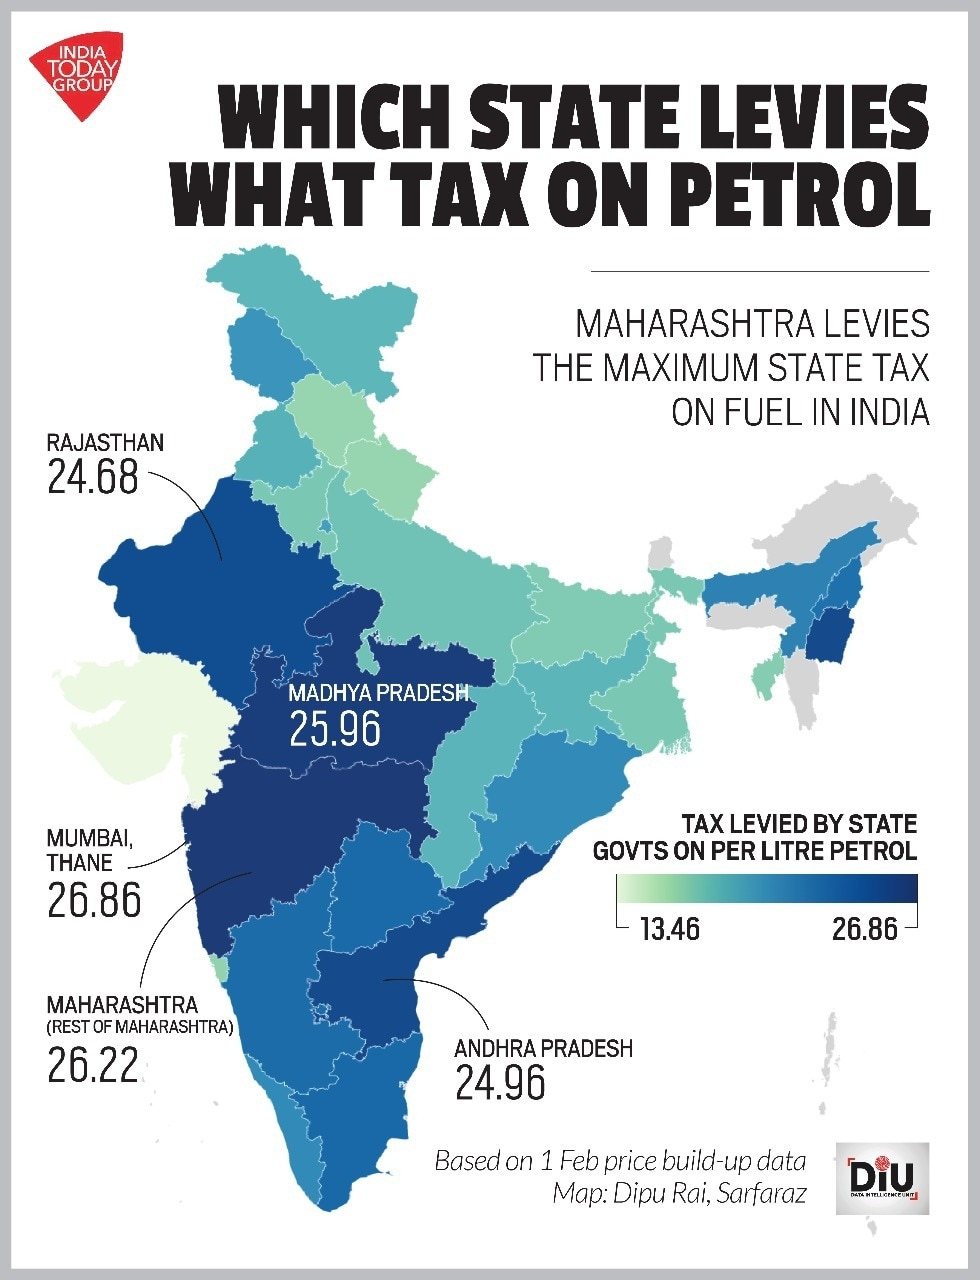 INDIA
TODAY
GROUP
WHICH STATE LEVIES
WHAT TAX ON PETROL
MAHARASHTRA LEVIES
THE MAXIMUM STATE TAX
ON FUEL IN INDIA
RAJASTHAN
24.68
MADHYA PRADESH
25.96
MUMBAI,
THANE
26.86
TAX LEVIED BY STATE
GOVTS ON PER LITRE PETROL
13.46 26.86
MAHARASHTRA
(REST OF MAHARASHTRA)
26.22
ANDHRA PRADESH
24.96
Based on 1 Feb price build-up data
Map: Dipu Rai, Sarfaraz
DiU
DATA INTELLIGENCE UNIT